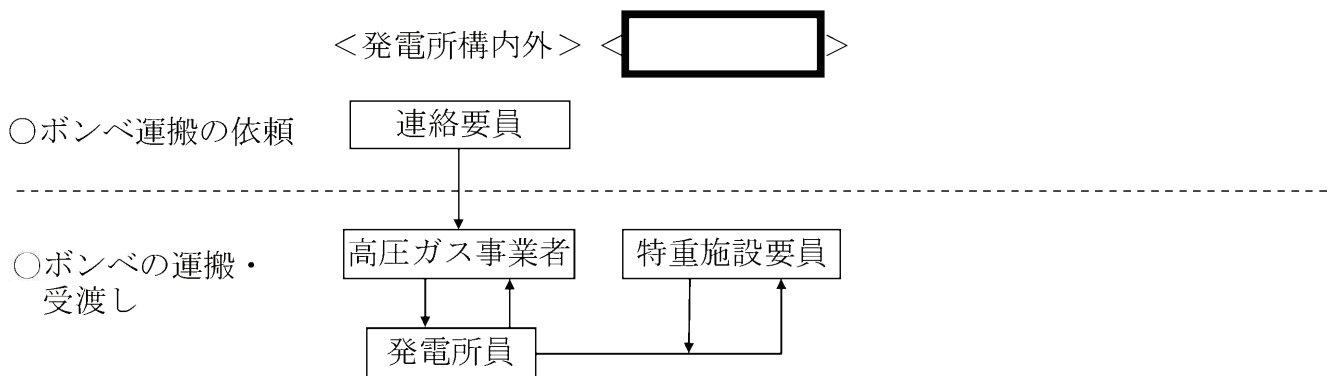 ＜発電所構内外＞ ＜ ＞
○ボンベ運搬の依頼
連絡要員
高圧ガス事業者
特重施設要員
○ボンベの運搬・
受渡し
発電所員